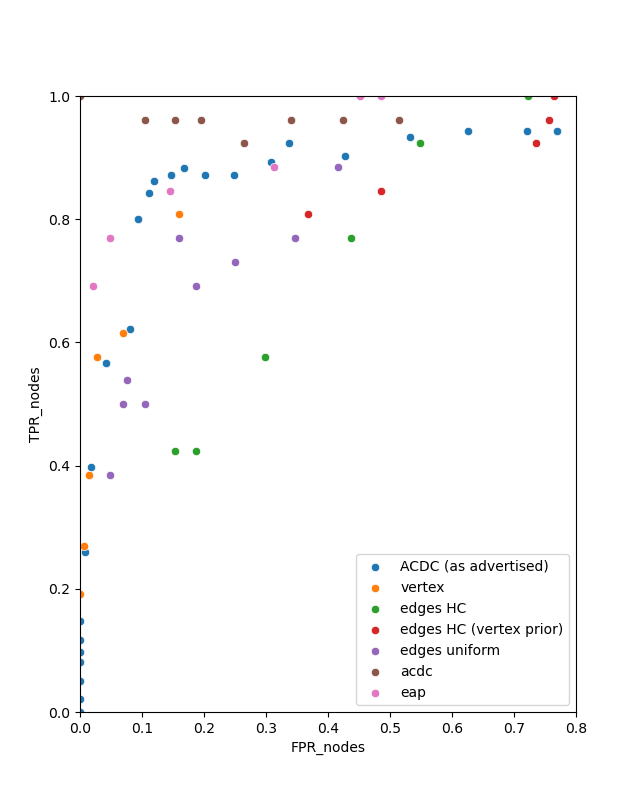 1.0
0.8
0.6
0.4
0.2
0.0
TPR_nodes
ACDC (as advertised)
vertex
edges HC
edges HC (vertex prior)
edges uniform
acdc
eap
0.0 0.1 0.2 0.3 0.4 0.5 0.6 0.7 0.8
FPR_nodes